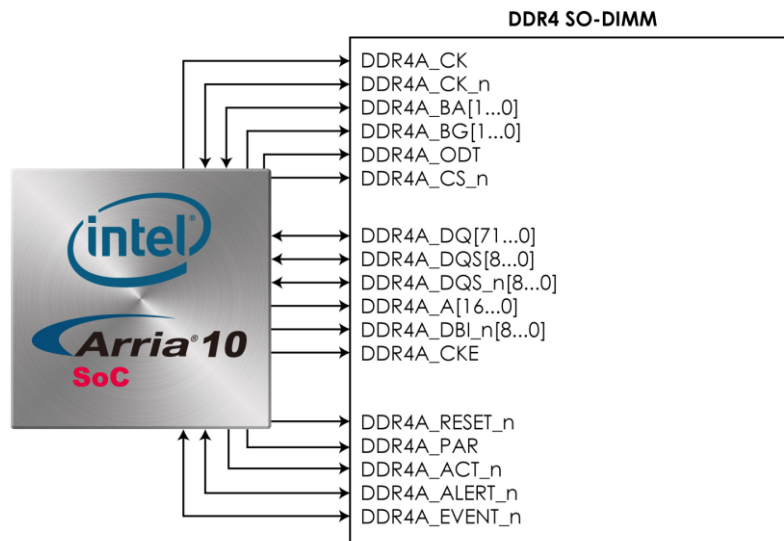 DDR4 SO-DIMM
DDR4A_CK
DDR4A_CK_n
DDR4A_BA[1...0]
DDR4A_BG[1...0]
DDR4A_ODT
DDR4A_CS_n
intel®
DDR4A_DQ[71...0]
DDR4A_DQS[8...0]
DDR4A_DQS_n[8...0]
DDR4A_A[16...0]
DDR4A_DBI_n[8...0]
DDR4A_CKE
Arria® 10
SoC
DDR4A_RESET_n
DDR4A_PAR
DDR4A_ACT_n
DDR4A_ALERT_n
DDR4A_EVENT_n